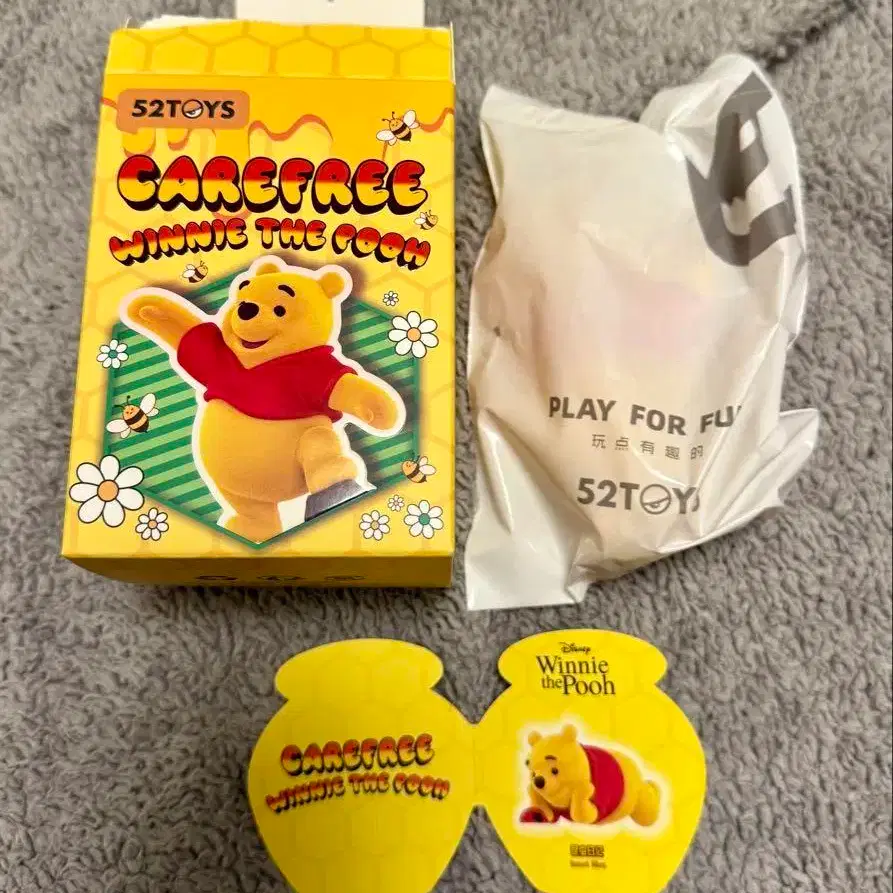 52TOYS
CAREFREE
WINNIE THE POOH
PLAY FOR FU
玩点有趣的
52TOY
Disney
Winnie
the Pooh
CAREFREE
WINNIE THE POOH